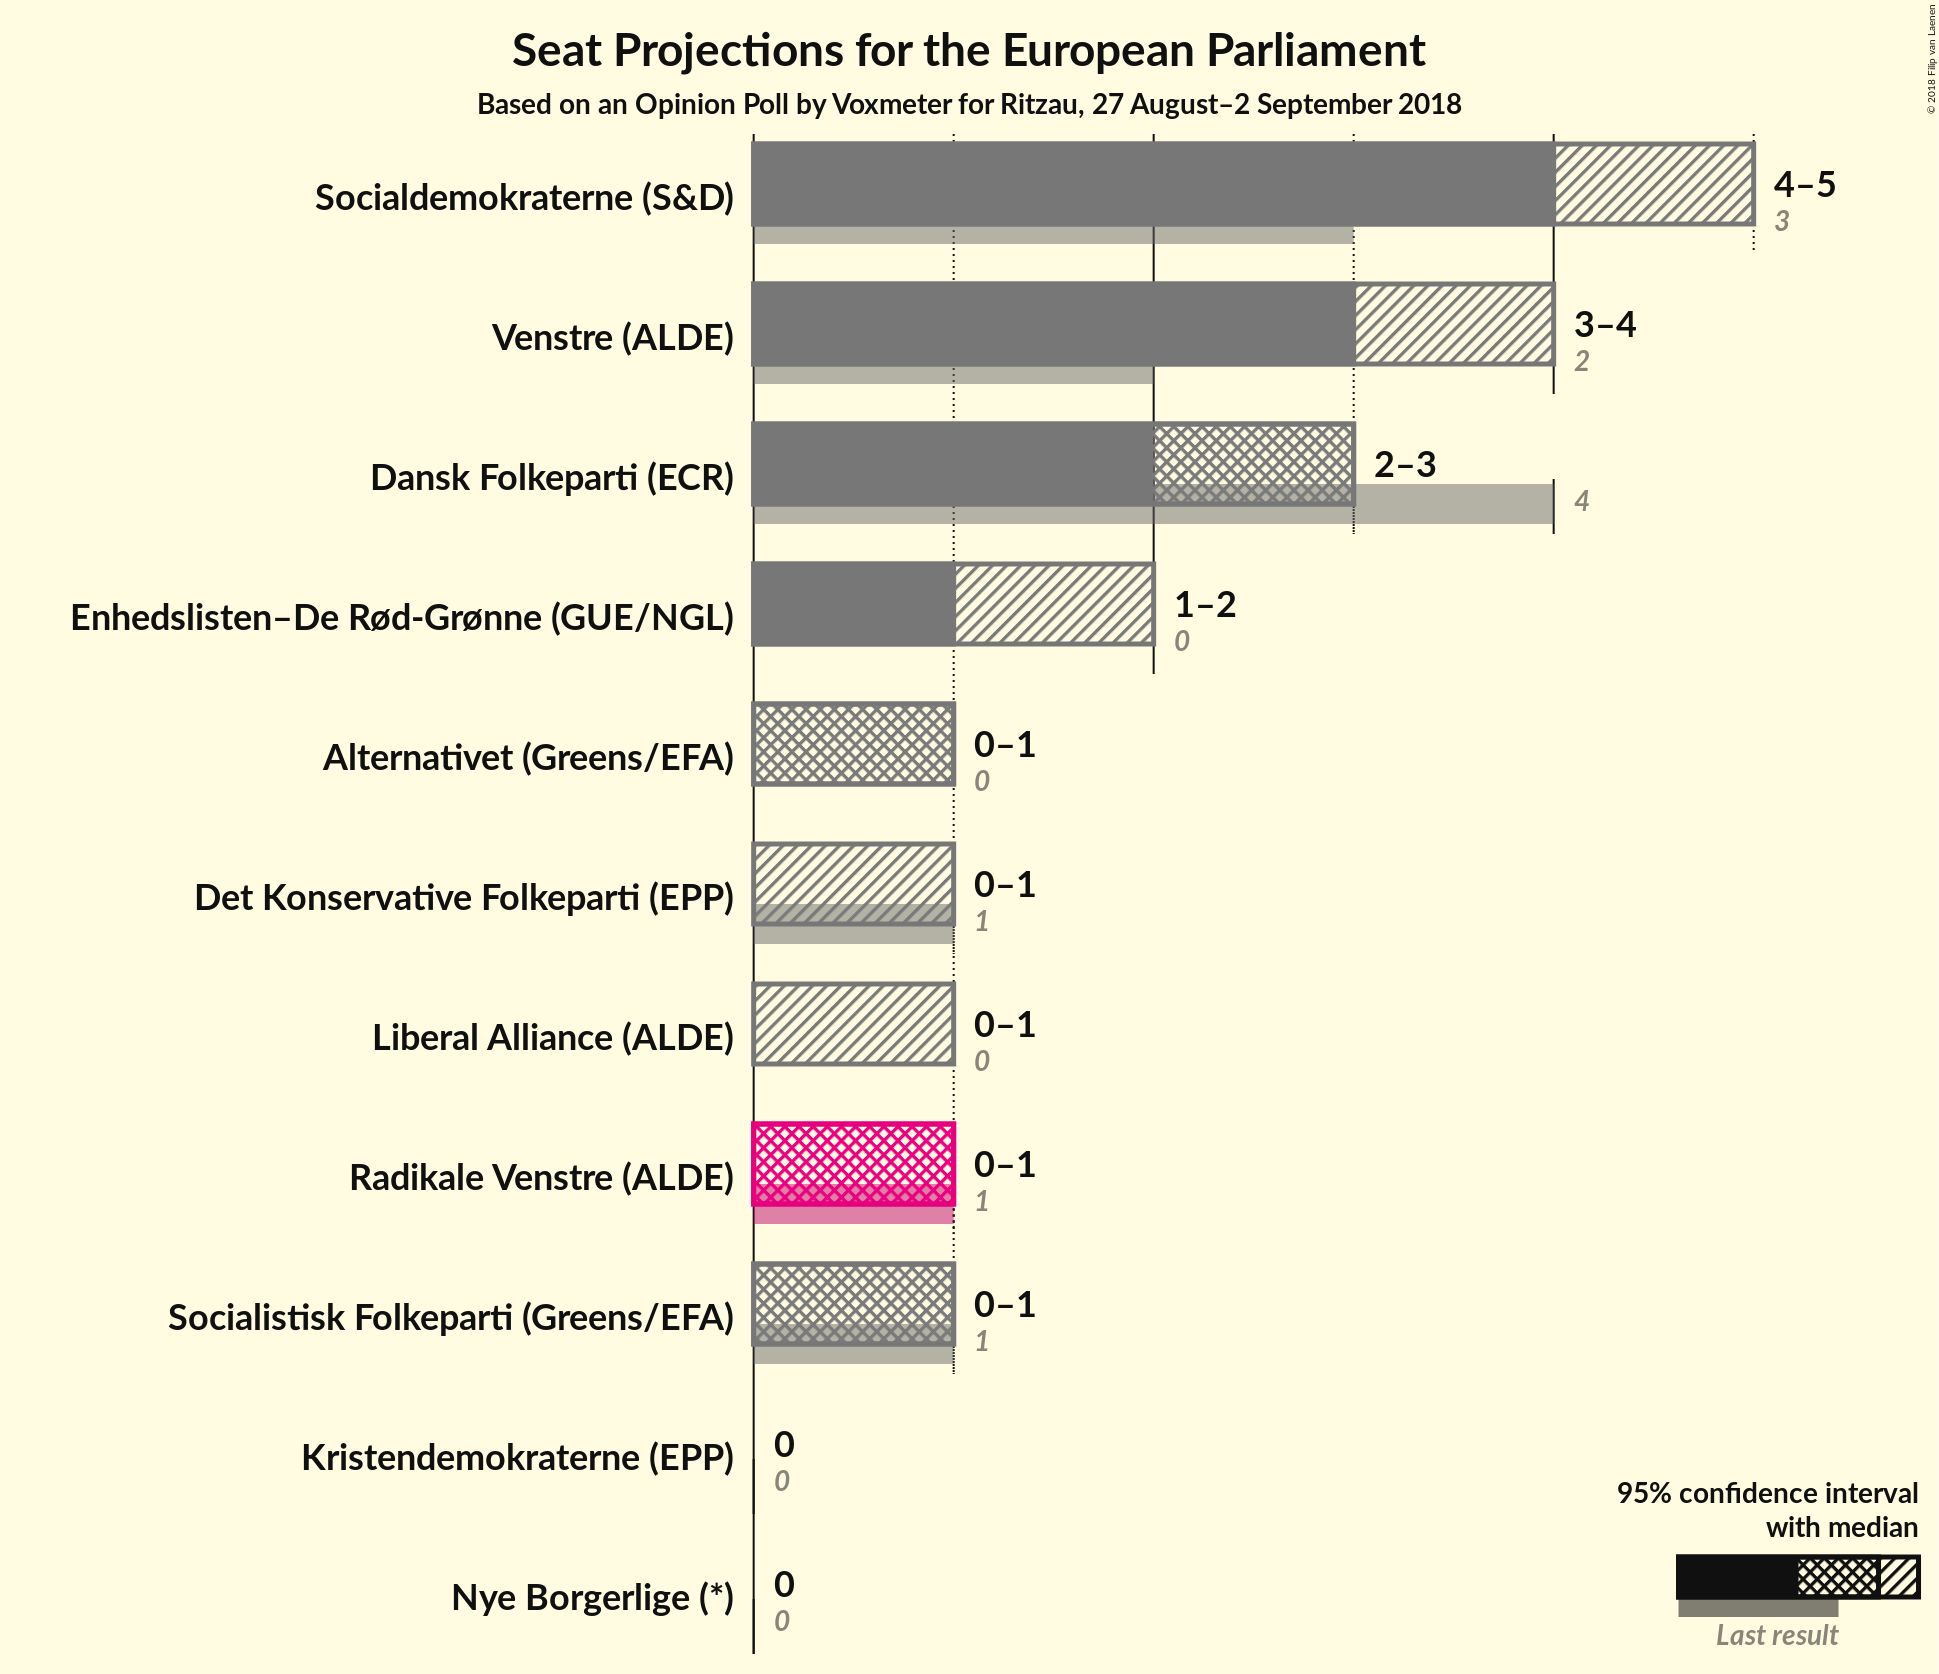 Seat Projections for the European Parliament
Based on an Opinion Poll by Voxmeter for Ritzau, 27 August–2 September 2018
© 2018 Filip van Laenen
Socialdemokraterne (S&D)
4–5
3
Venstre (ALDE)
3–4
2
Dansk Folkeparti (ECR)
2–3
4
Enhedslisten–De Rød-Grønne (GUE/NGL)
1–2
0
Alternativet (Greens/EFA)
0–1
0
Det Konservative Folkeparti (EPP)
0–1
1
Liberal Alliance (ALDE)
0–1
0
Radikale Venstre (ALDE)
0–1
1
Socialistisk Folkeparti (Greens/EFA)
0–1
1
Kristendemokraterne (EPP)
0
0
Nye Borgerlige (*)
0
0
95% confidence interval
with median
Last result